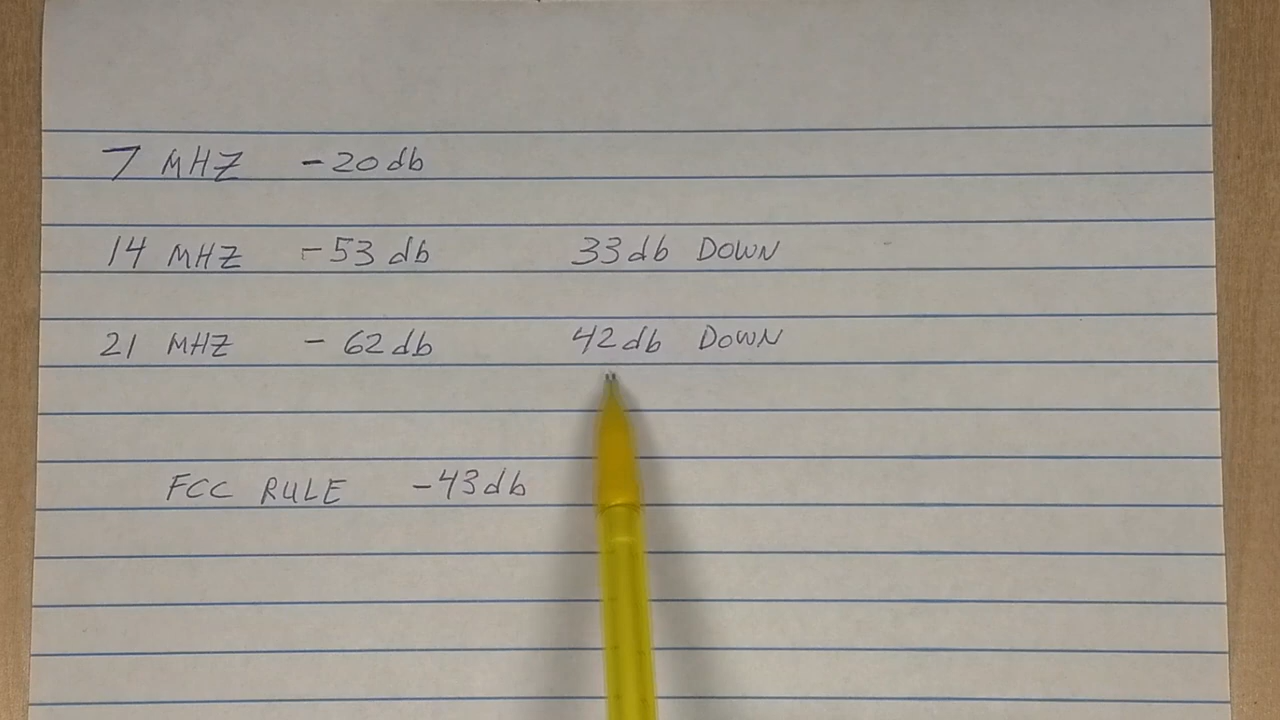 7 MHZ -20db
14 MHZ -53db 33db DOWN
21 MHZ -62db 42db DOWN
FCC RULE -43db